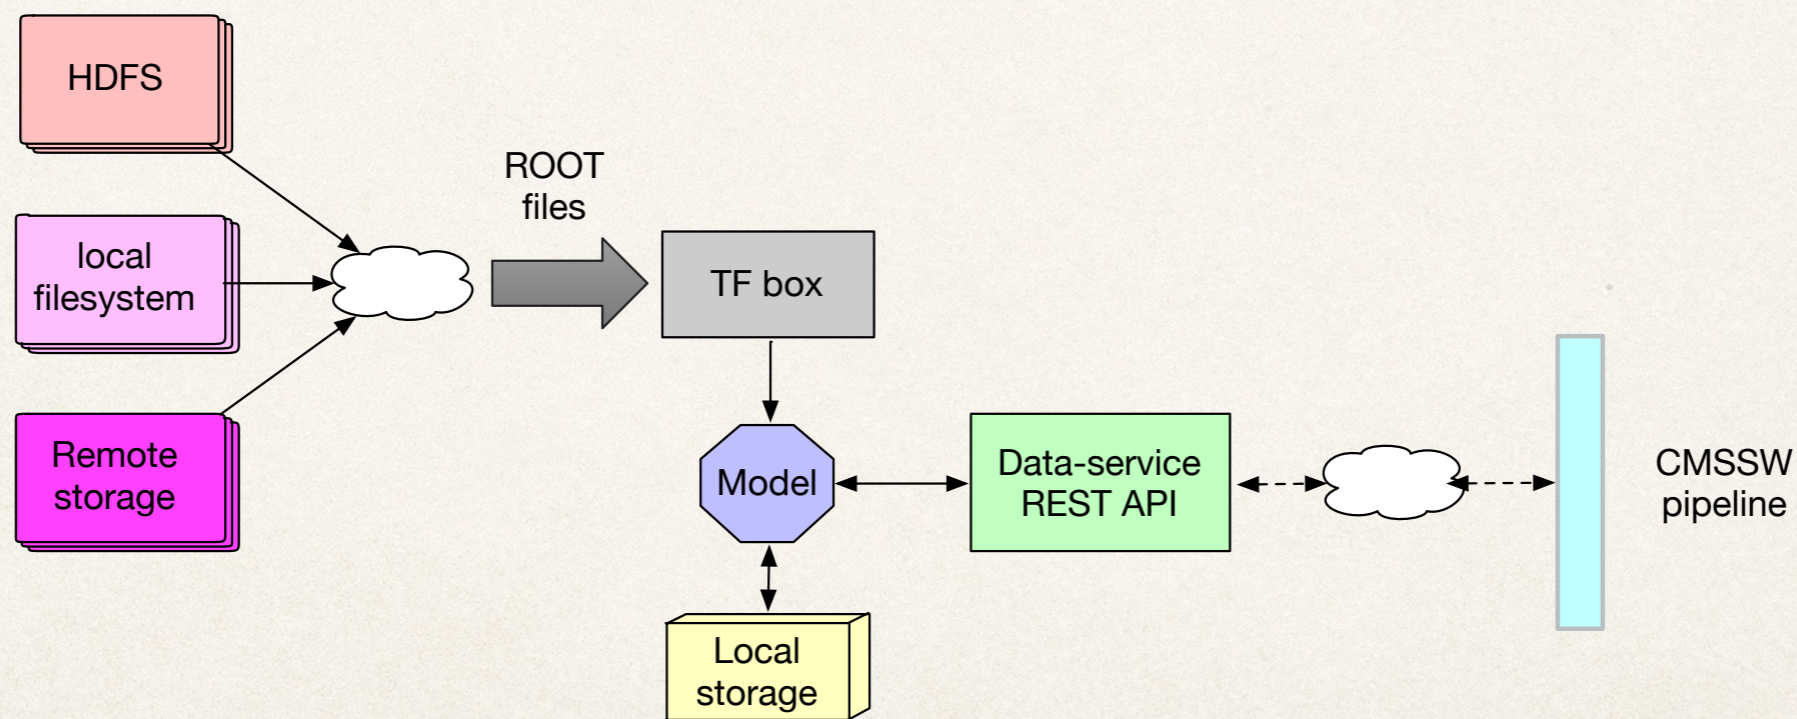 HDFS
local
filesystem
Remote
storage
ROOT
files
TF box
Model
Local
storage
Data-service
REST API
CMSSW
pipeline